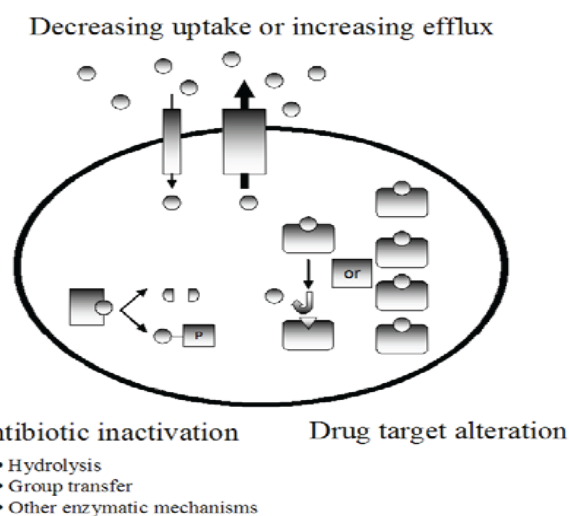 Decreasing uptake or increasing efflux
or
P
ntibiotic inactivation
Drug target alteration
• Hydrolysis
• Group transfer
• Other enzymatic mechanisms